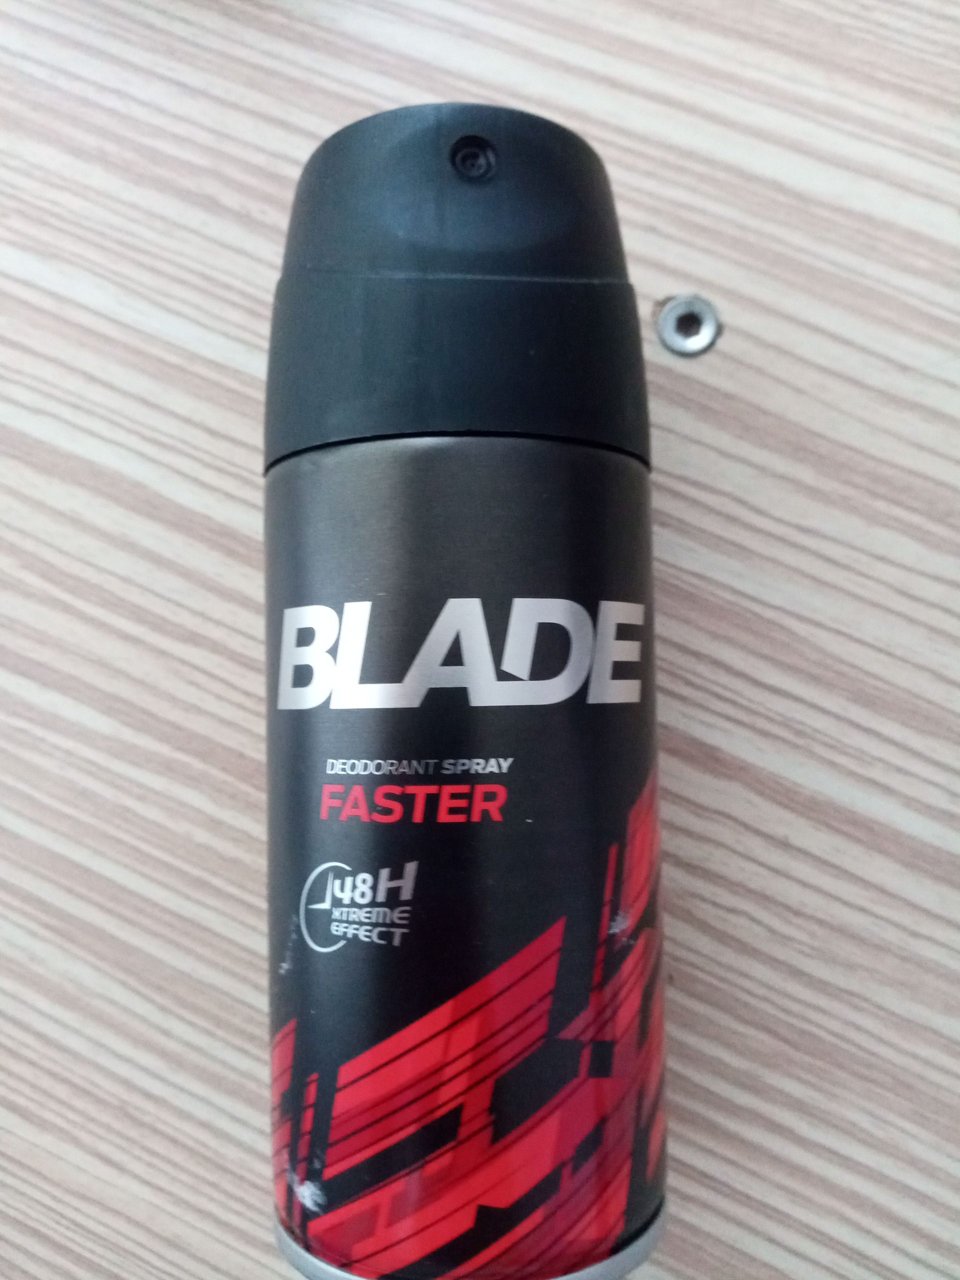 BLADE
DEODORANT SPRAY
FASTER
48H
XTREME
EFFECT